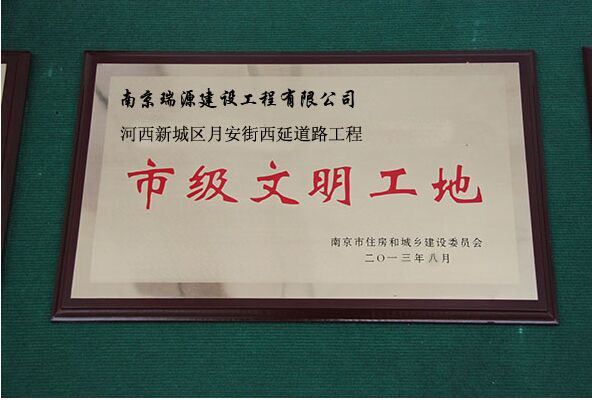 南京瑞源建设工程有限公司
河西新城区月安街西延道路工程
市级文明工地
南京市住房和城乡建设委员会
二〇一三年八月